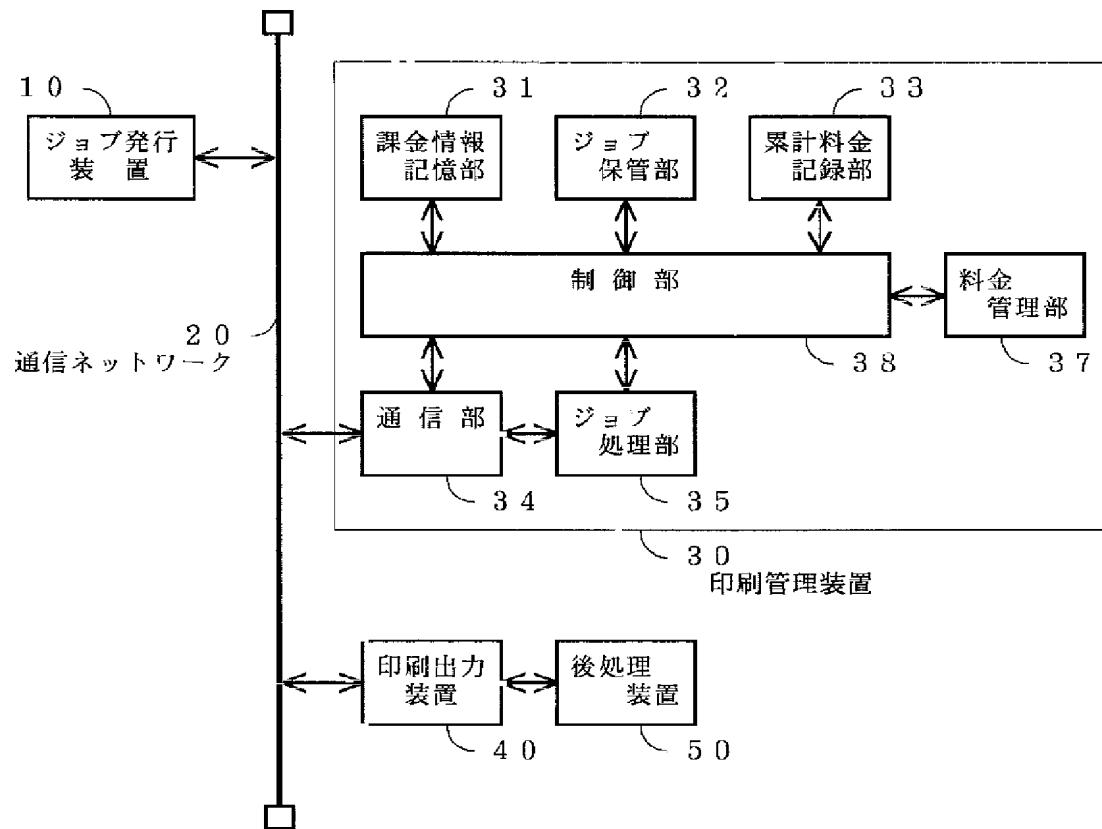 10
ジョブ発行
装置
31
課金情報
記憶部
32
ジョブ
保管部
33
累計料金
記録部
制御部
38
料金
管理部
37
20
通信ネットワーク
通信部
34
ジョブ
処理部
35
30
印刷管理装置
印刷出力
装置
40
後処理
装置
50